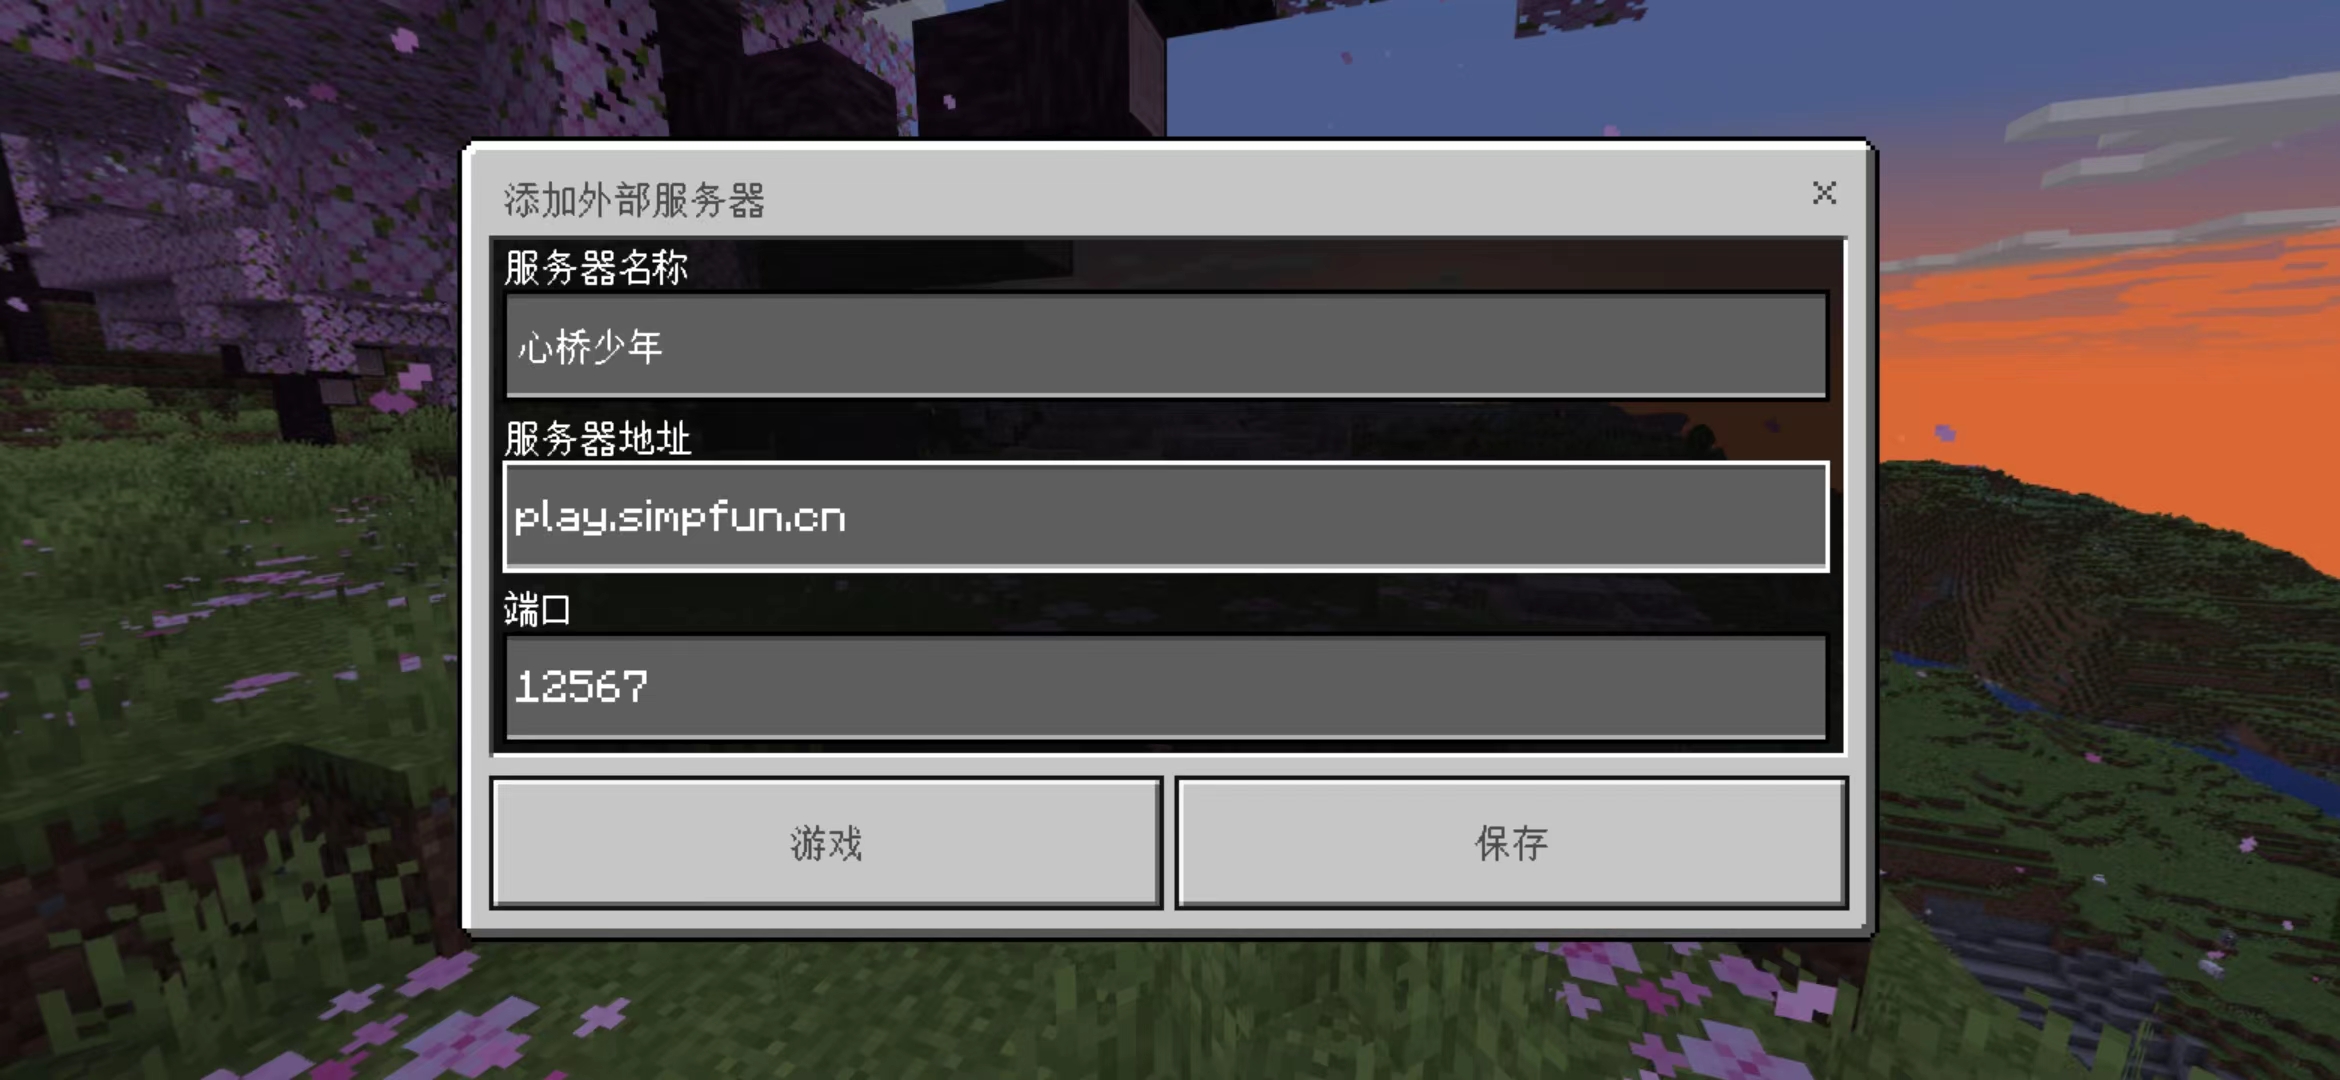 添加外部服务器
服务器名称
心桥少年
服务器地址
play.simpfun.cn
端口
12567
游戏
保存